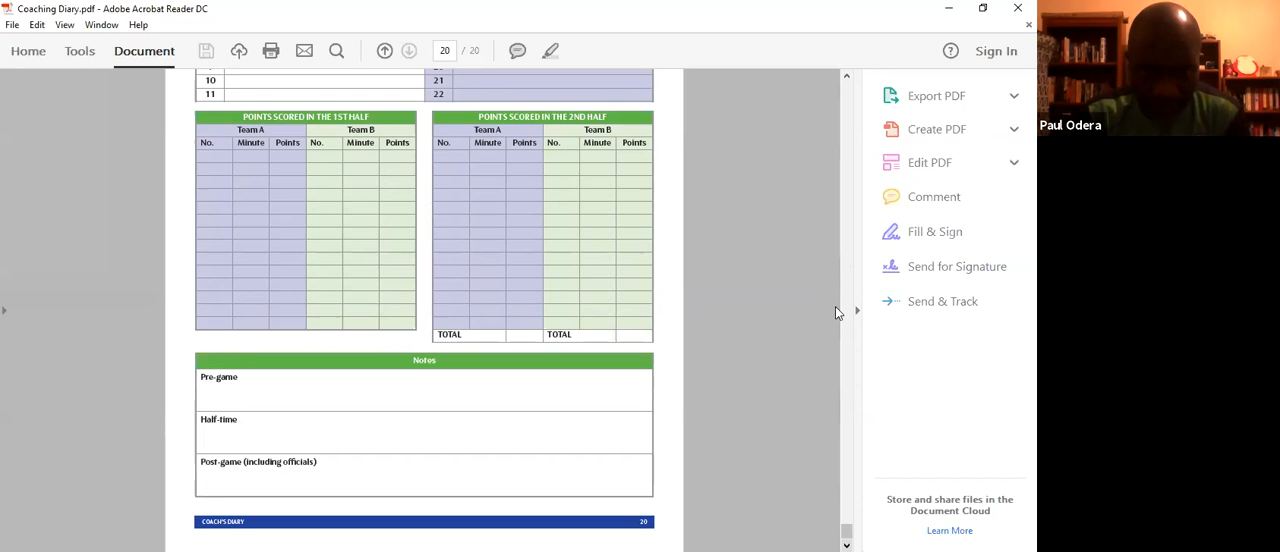 Coaching Diary.pdf - Adobe Acrobat Reader DC
File Edit View Window Help
Home Tools Document 20 / 20 Sign In
10 21
11 22
POINTS SCORED IN THE 1ST HALF
Team A Team B
No. Minute Points No. Minute Points
POINTS SCORED IN THE 2ND HALF
Team A Team B
No. Minute Points No. Minute Points
TOTAL TOTAL
Notes
Pre-game
Half-time
Post-game (including officials)
COACH'S DIARY 20
Export PDF
Create PDF
Edit PDF
Comment
Fill & Sign
Send for Signature
Send & Track
Store and share files in the
Document Cloud
Learn More
Paul Odera